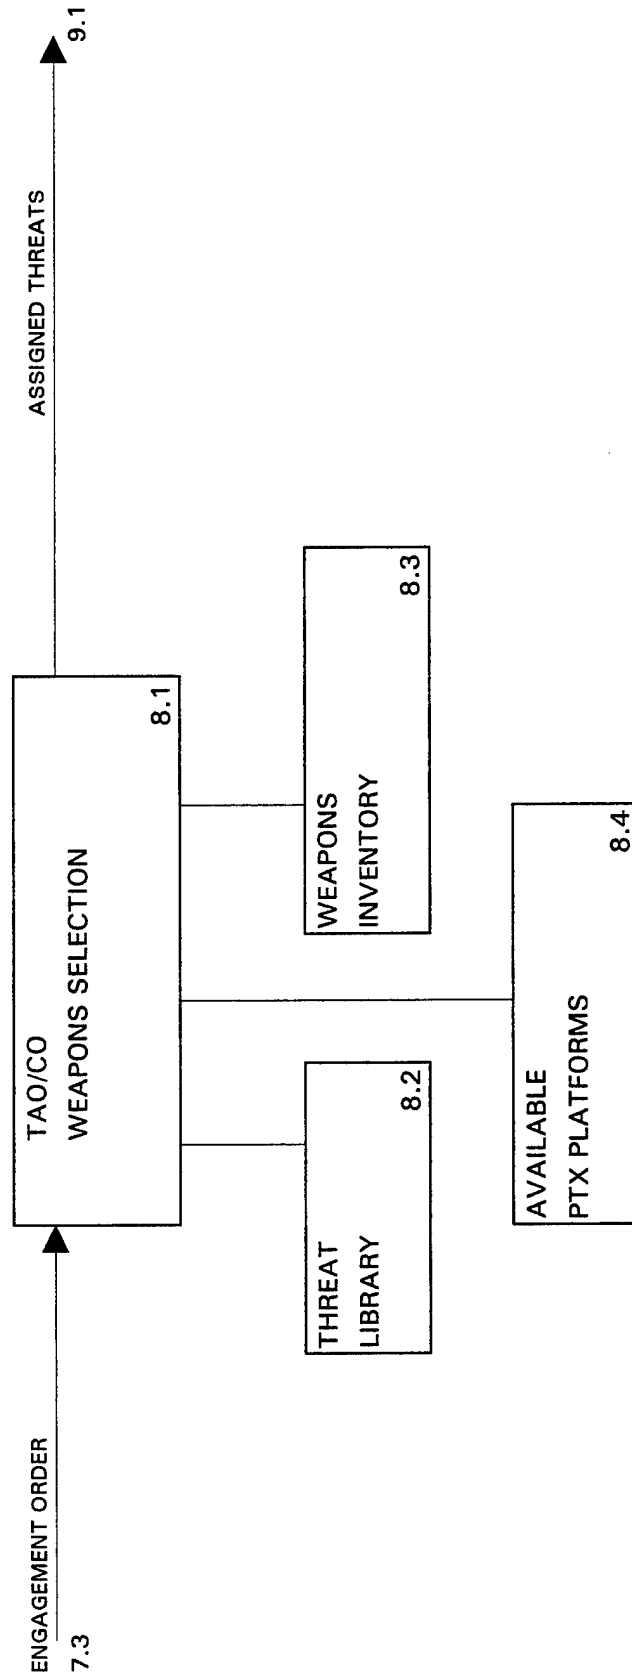 ENGAGEMENT ORDER
7.3
TAO/CO
WEAPONS SELECTION
8.1
ASSIGNED THREATS
9.1
THREAT
LIBRARY
8.2
WEAPONS
INVENTORY
8.3
AVAILABLE
PTX PLATFORMS
8.4